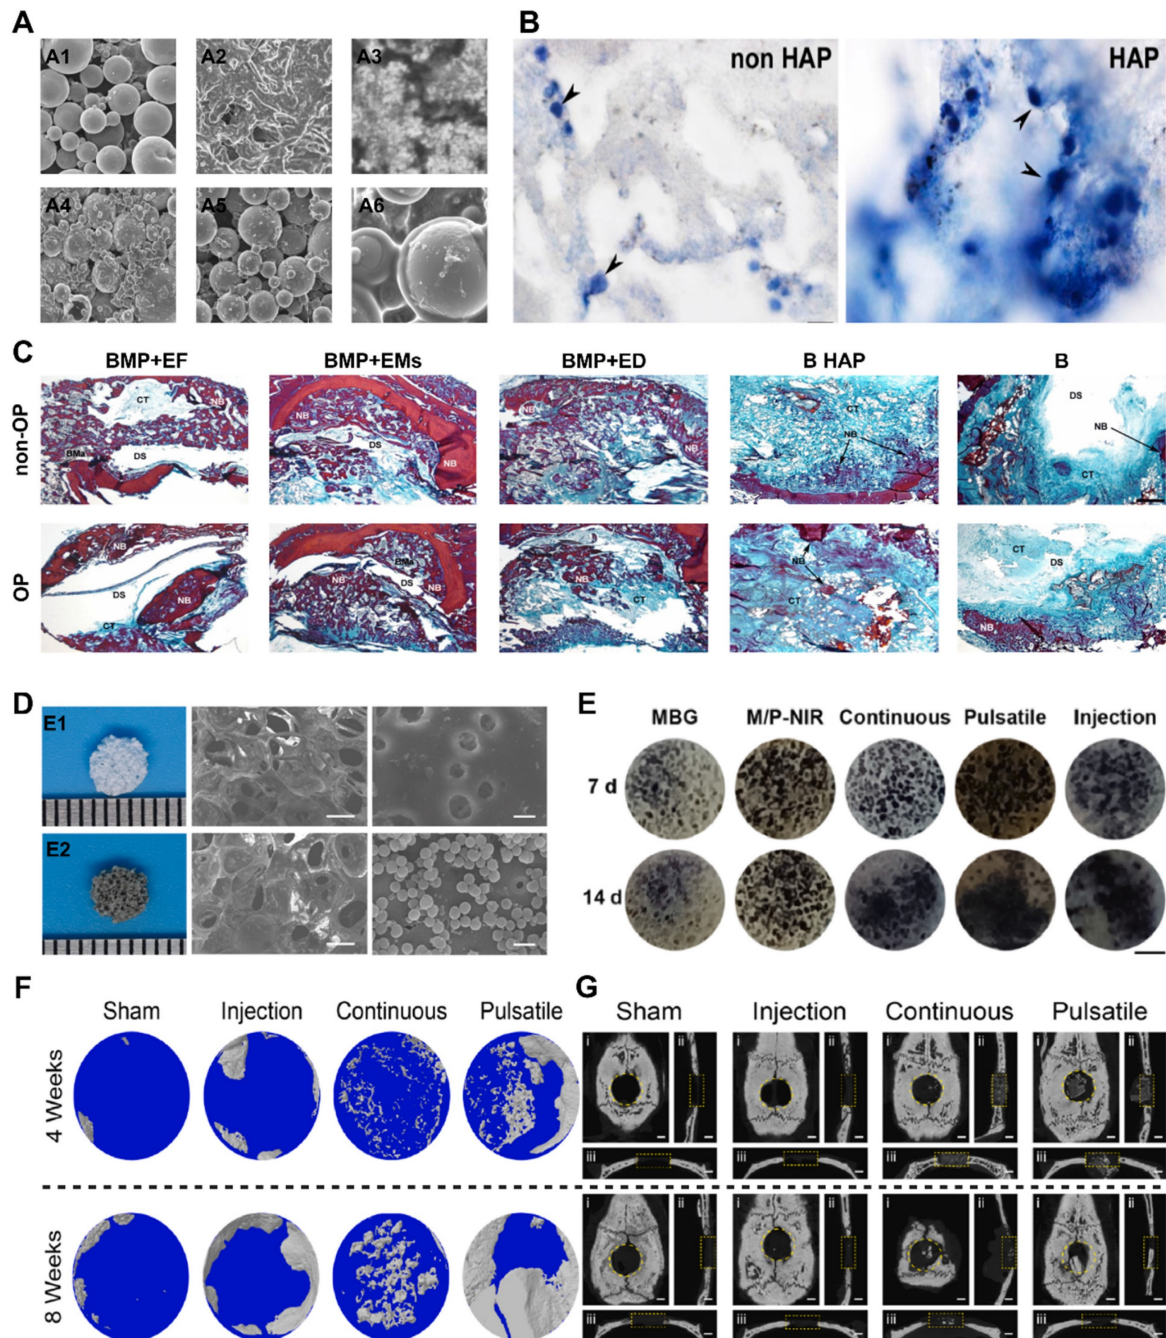 A
B
A1
A2
A3
non HAP
HAP
A4
A5
A6
C
BMP+EF
BMP+EMs
BMP+ED
B HAP
B
non-OP
CT
NB
BMa
DS
NB
DS
NB
NB
NB
CT
NB
DS
NB
CT
OP
NB
DS
NB
CT
BMa
NB
DS
NB
NB
CT
NB
CT
CT
DS
NB
D
E
E1
MBG
M/P-NIR
Continuous
Pulsatile
Injection
7 d
E2
14 d
F
G
Sham
Injection
Continuous
Pulsatile
Sham
Injection
Continuous
Pulsatile
4 Weeks
i
ii
i
ii
i
ii
i
ii
iii
iii
iii
iii
8 Weeks
i
ii
i
ii
i
ii
i
ii
iii
iii
iii
iii